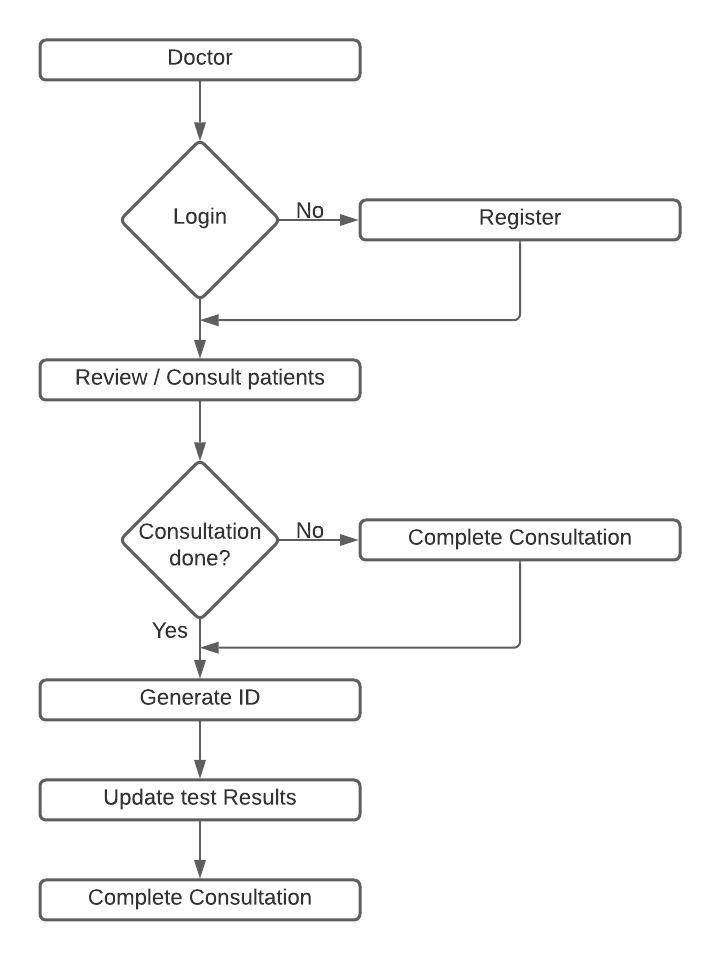 Doctor
Login
No
Register
Review / Consult patients
Consultation
done?
No
Complete Consultation
Yes
Generate ID
Update test Results
Complete Consultation